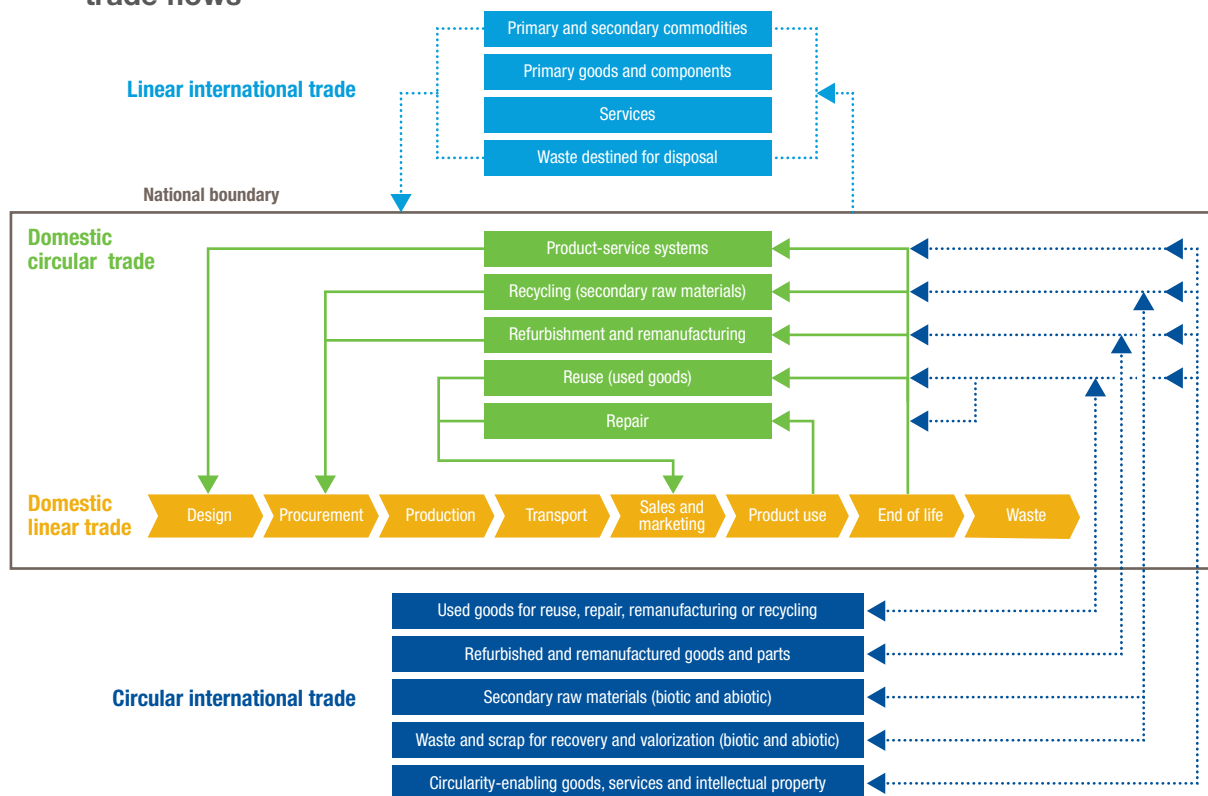 trade flows
Primary and secondary commodities
Primary goods and components
Linear international trade
Services
Waste destined for disposal
National boundary
Domestic
circular trade
Product-service systems
Recycling (secondary raw materials)
Refurbishment and remanufacturing
Reuse (used goods)
Repair
Domestic
linear trade
Design
Procurement
Production
Transport
Sales and
marketing
Product use
End of life
Waste
Used goods for reuse, repair, remanufacturing or recycling
Refurbished and remanufactured goods and parts
Circular international trade
Secondary raw materials (biotic and abiotic)
Waste and scrap for recovery and valorization (biotic and abiotic)
Circularity-enabling goods, services and intellectual property